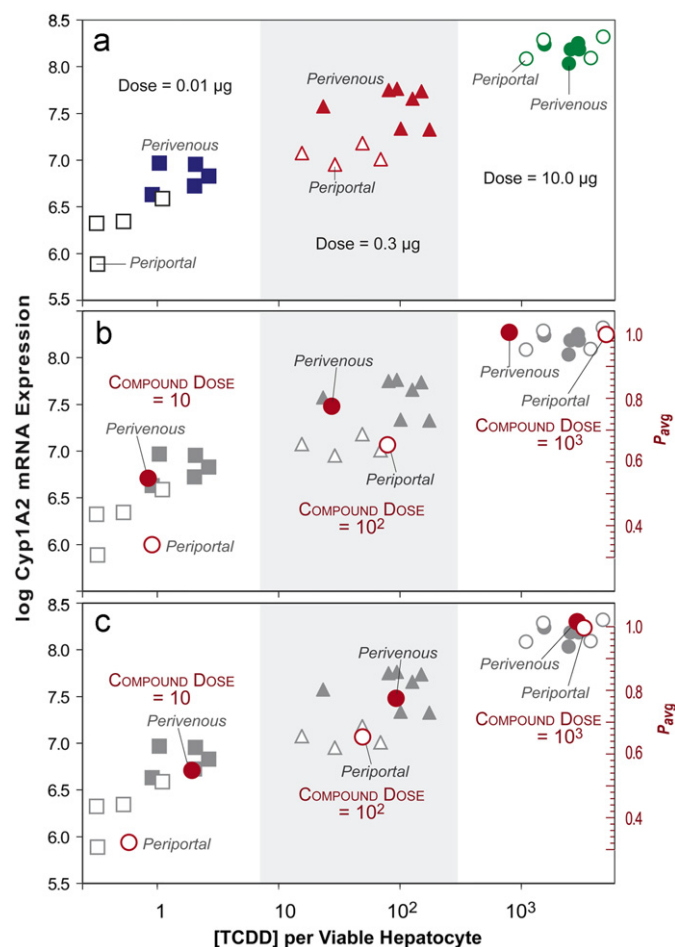 log Cyp1A2 mRNA Expression
8.5
8.0
7.5
7.0
6.5
6.0
5.5
a
Dose = 0.01 µg
Perivenous
Periportal
Perivenous
Periportal
Dose = 0.3 µg
Periportal
Perivenous
Dose = 10.0 µg
8.0
7.5
7.0
6.5
6.0
b
COMPOUND DOSE
= 10
Perivenous
Periportal
Perivenous
Periportal
COMPOUND DOSE
= 10²
Perivenous
Periportal
COMPOUND DOSE
= 10³
1.0
0.8
0.6
0.4
Pavg
8.5
8.0
7.5
7.0
6.5
6.0
5.5
c
COMPOUND DOSE
= 10
Perivenous
Periportal
Perivenous
Periportal
COMPOUND DOSE
= 10²
Perivenous
Periportal
COMPOUND DOSE
= 10³
1.0
0.8
0.6
0.4
Pavg
1 10 10² 10³
[TCDD] per Viable Hepatocyte